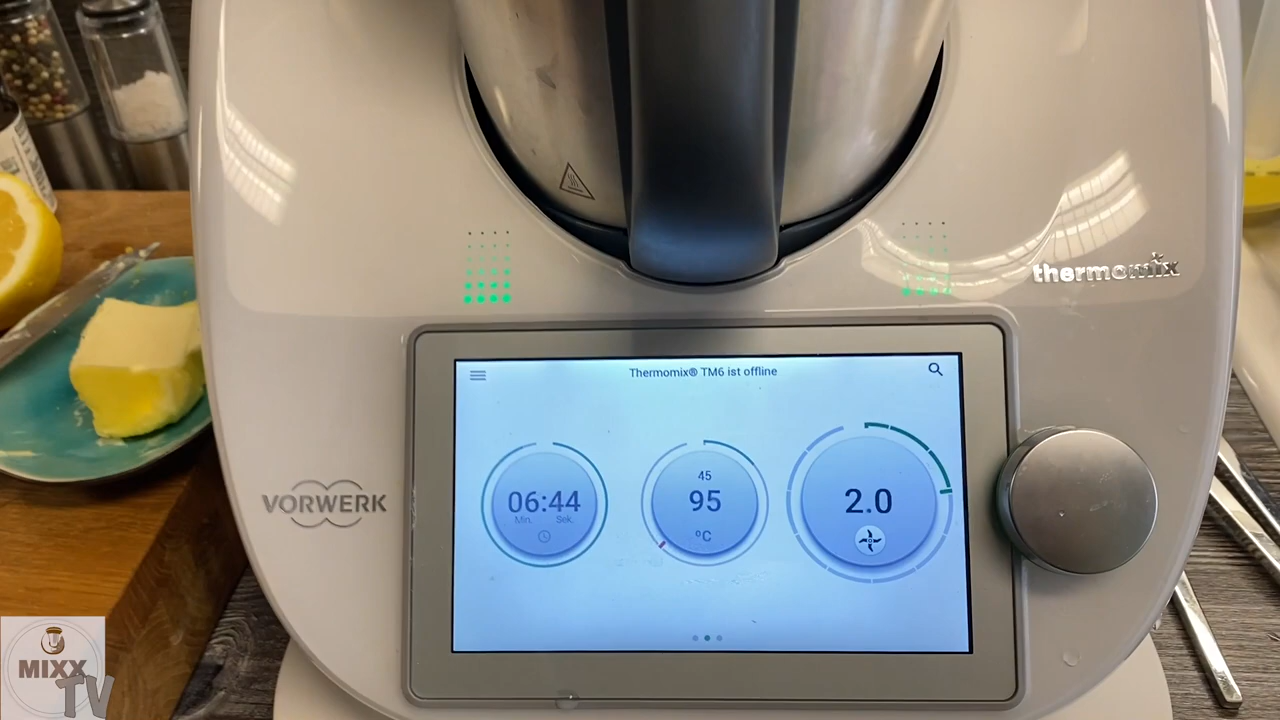 thermomix
Thermomix® TM6 ist offline
06:44
Min. Sek.
45
95
°C
2.0
VORWERK
MIXX
TV